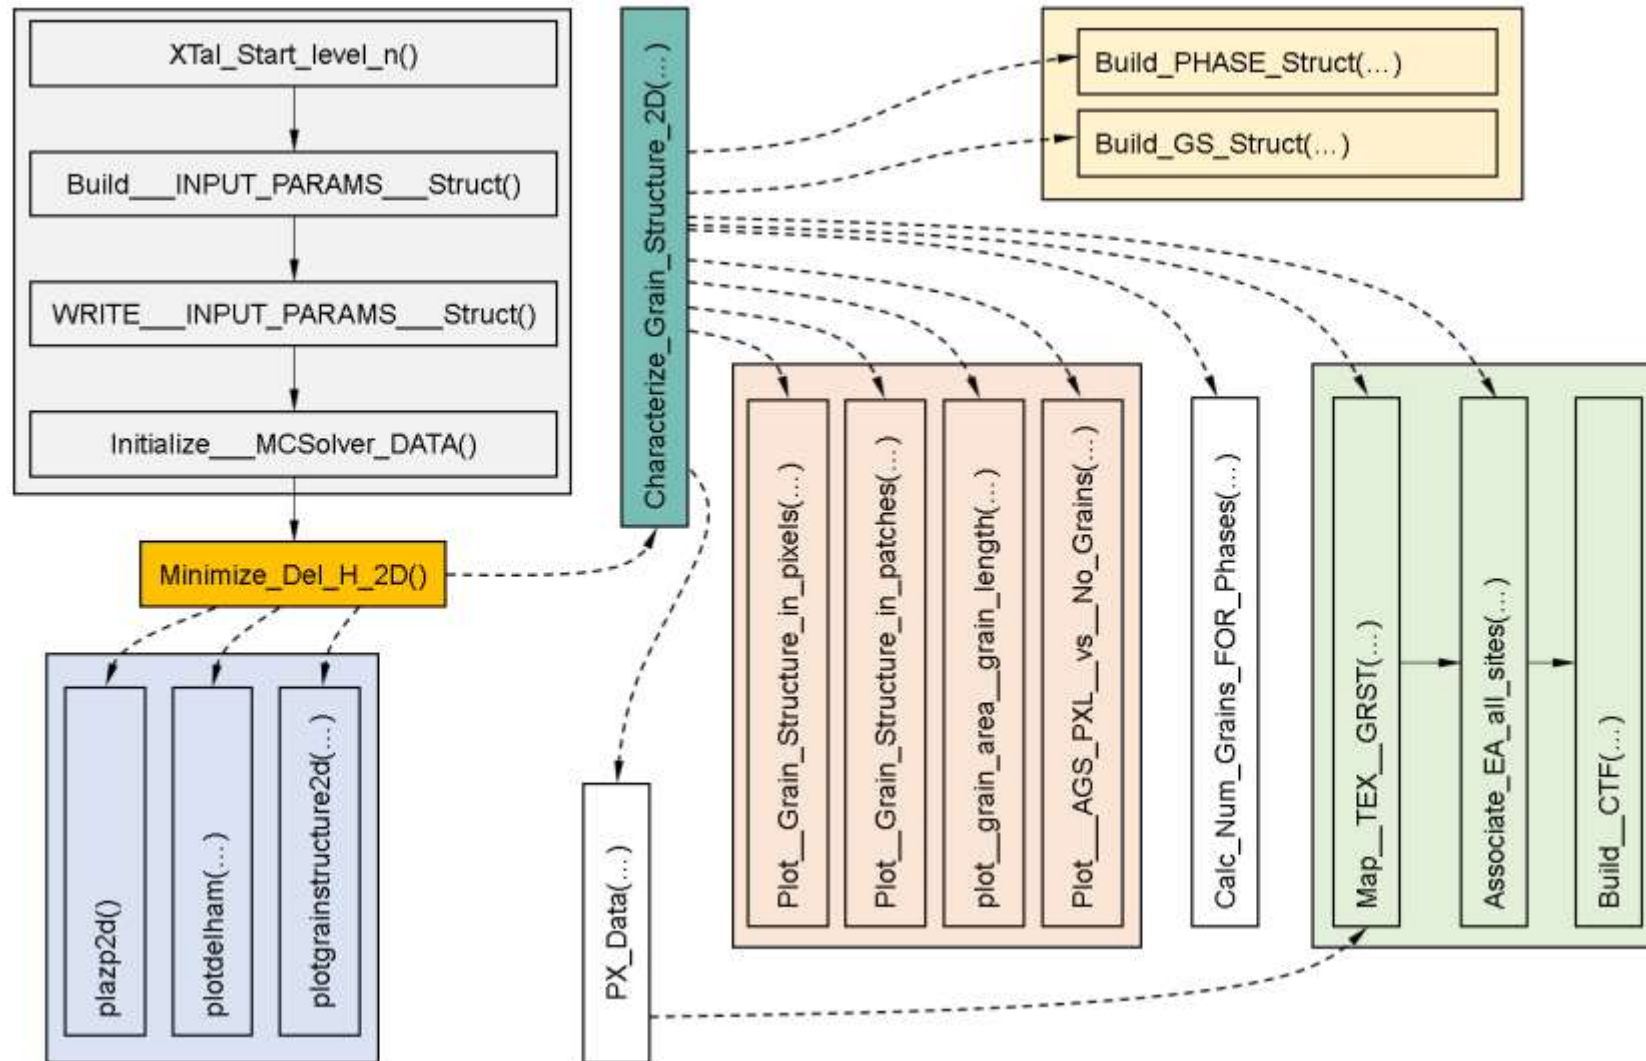 XTal_Start_level_n()
Build___INPUT_PARAMS___Struct()
WRITE___INPUT_PARAMS___Struct()
Initialize___MCSolver_DATA()
Minimize_Del_H_2D()
plazp2d()
plotdelham(...)
plotgrainstructure2d(...)
Characterize_Grain_Structure_2D(...)
PX_Data(...)
Build_PHASE_Struct(...)
Build_GS_Struct(...)
Plot__Grain_Structure_in_pixels(...)
Plot__Grain_Structure_in_patches(...)
plot__grain_area__grain_length(...)
Plot___AGS_PXL__vs__No_Grains(...)
Calc_Num_Grains_FOR_Phases(...)
Map__TEX__GRST(...)
Associate_EA_all_sites(...)
Build__CTF(...)